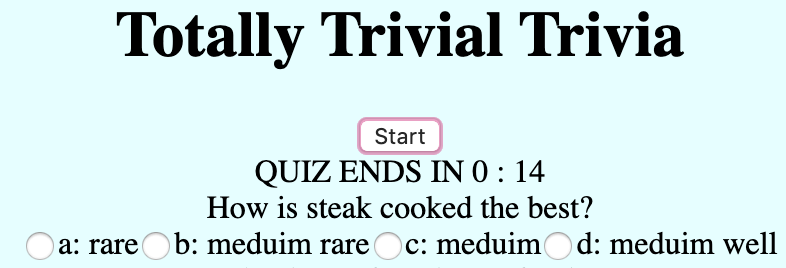 Totally Trivial Trivia
Start
QUIZ ENDS IN 0 : 14
How is steak cooked the best?
a: rare b: meduim rare c: meduim d: meduim well